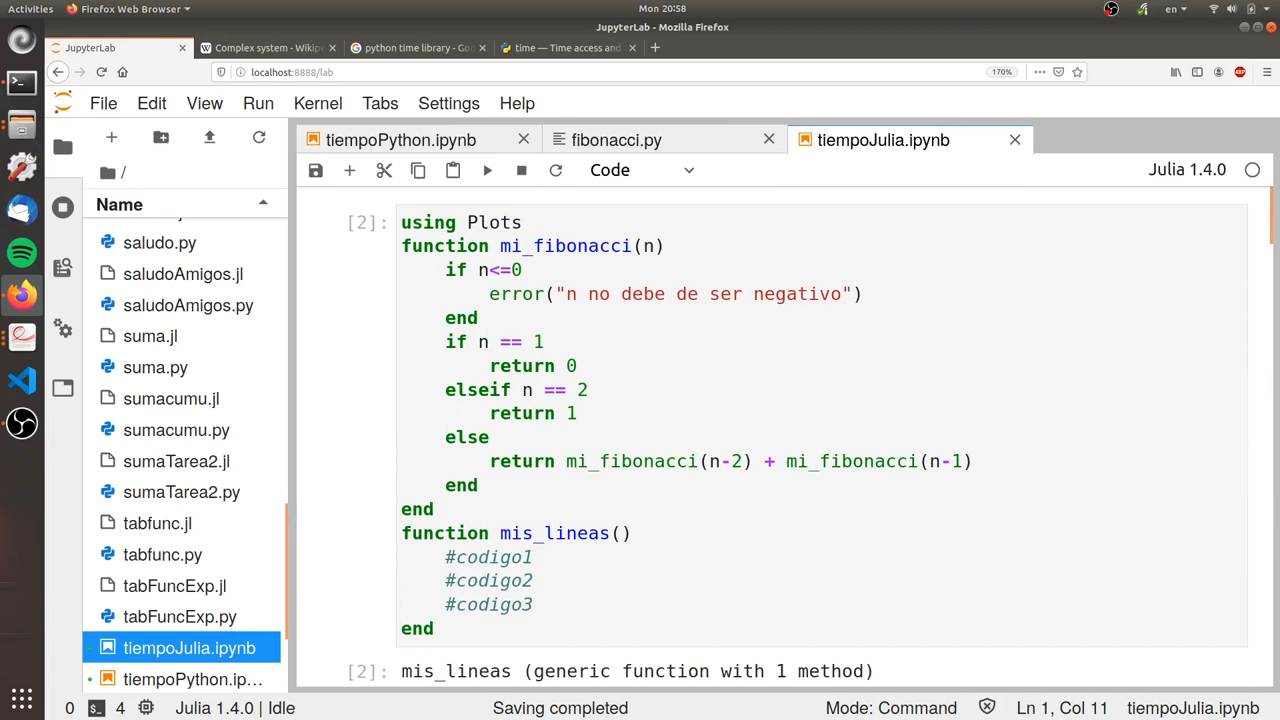 Activities Firefox Web Browser Mon 20:58 en
JupyterLab - Mozilla Firefox
JupyterLab Complex system - Wikipe python time library - Goo time — Time access and
localhost:8888/lab 170% ABP
File Edit View Run Kernel Tabs Settings Help
tiempoPython.ipynb fibonacci.py tiempoJulia.ipynb
Code Julia 1.4.0
/
Name
saludo.py
saludoAmigos.jl
saludoAmigos.py
suma.jl
suma.py
sumacumu.jl
sumacumu.py
sumaTarea2.jl
sumaTarea2.py
tabfunc.jl
tabfunc.py
tabFuncExp.jl
tabFuncExp.py
tiempoJulia.ipynb
tiempoPython.ip…
[2]: using Plots
function mi_fibonacci(n)
    if n<=0
        error("n no debe de ser negativo")
    end
    if n == 1
        return 0
    elseif n == 2
        return 1
    else
        return mi_fibonacci(n-2) + mi_fibonacci(n-1)
    end
end
function mis_lineas()
    #codigo1
    #codigo2
    #codigo3
end
[2]: mis_lineas (generic function with 1 method)
0 $_ 4 Julia 1.4.0 | Idle Saving completed Mode: Command Ln 1, Col 11 tiempoJulia.ipynb